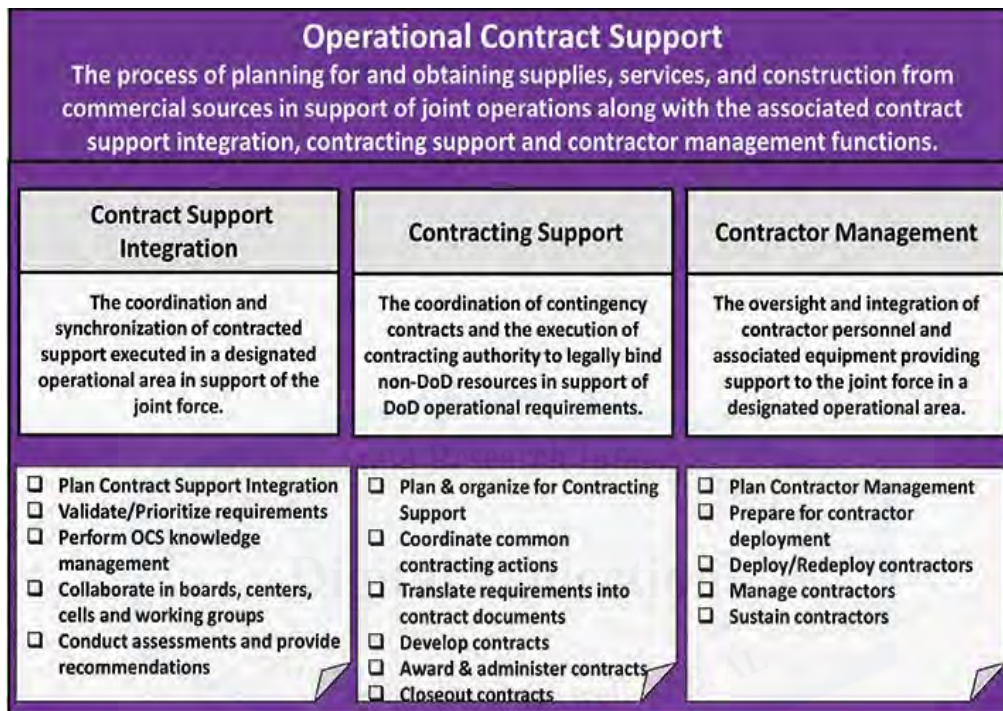 Operational Contract Support
The process of planning for and obtaining supplies, services, and construction from
commercial sources in support of joint operations along with the associated contract
support integration, contracting support and contractor management functions.
Contract Support
Integration
The coordination and
synchronization of contracted
support executed in a designated
operational area in support of the
joint force.
❑ Plan Contract Support Integration
❑ Validate/Prioritize requirements
❑ Perform OCS knowledge
management
❑ Collaborate in boards, centers,
cells and working groups
❑ Conduct assessments and provide
recommendations
Contracting Support
The coordination of contingency
contracts and the execution of
contracting authority to legally bind
non-DoD resources in support of
DoD operational requirements.
❑ Plan & organize for Contracting
Support
❑ Coordinate common
contracting actions
❑ Translate requirements into
contract documents
❑ Develop contracts
❑ Award & administer contracts
❑ Closeout contracts
Contractor Management
The oversight and integration of
contractor personnel and
associated equipment providing
support to the joint force in a
designated operational area.
❑ Plan Contractor Management
❑ Prepare for contractor
deployment
❑ Deploy/Redeploy contractors
❑ Manage contractors
❑ Sustain contractors